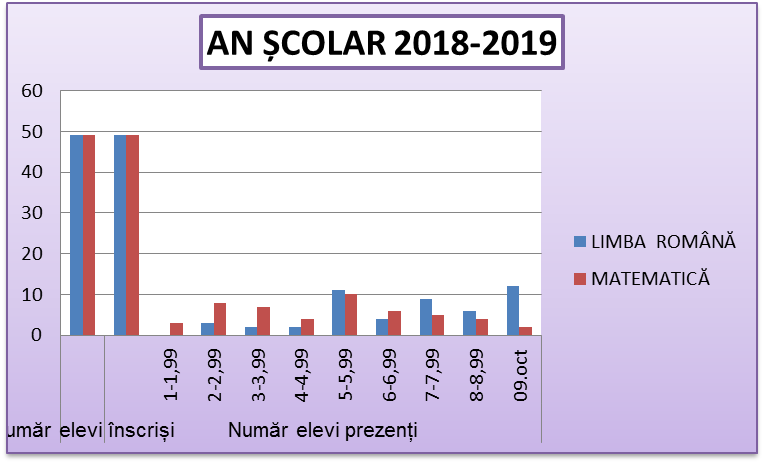 AN ȘCOLAR 2018-2019
60
50
40
30
20
10
0
LIMBA ROMÂNĂ
MATEMATICĂ
1-1,99
2-2,99
3-3,99
4-4,99
5-5,99
6-6,99
7-7,99
8-8,99
09.oct
umăr elevi înscriși
Număr elevi prezenți